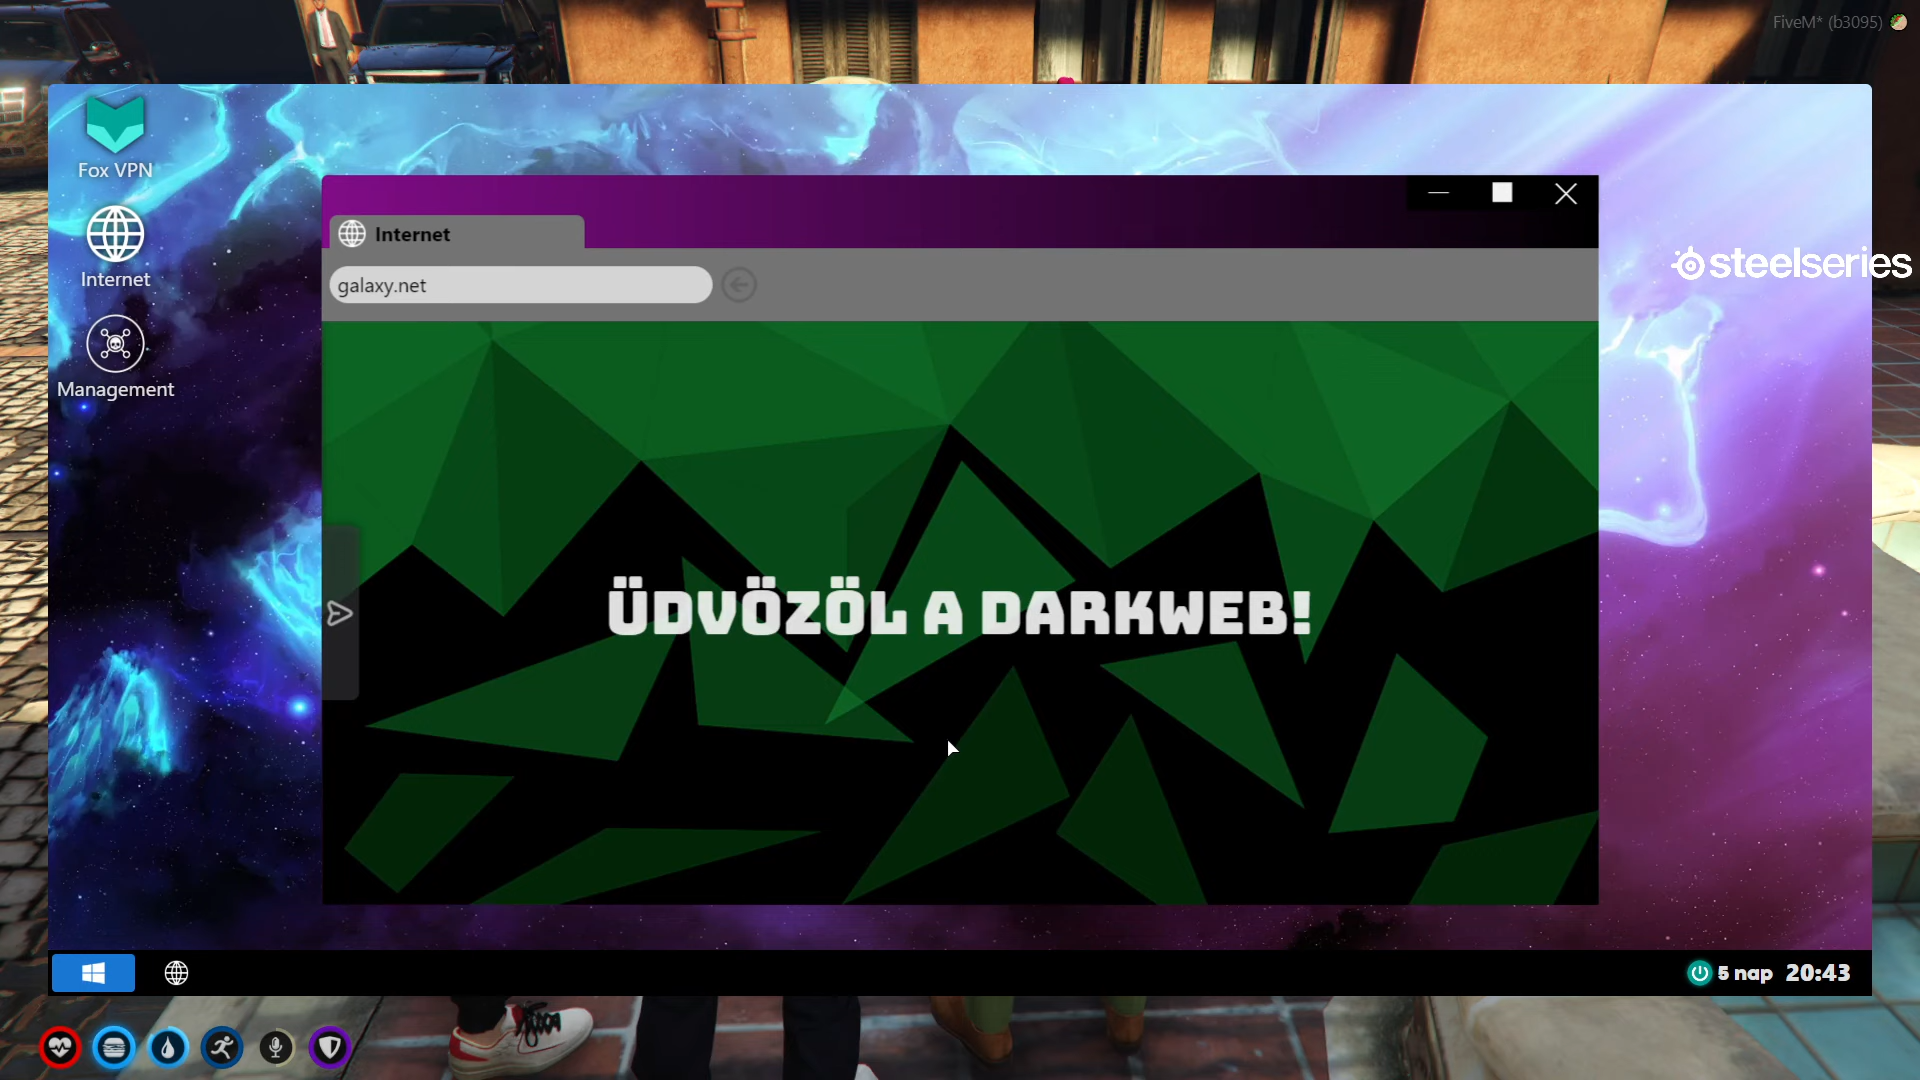 FiveM* (b3095)
Fox VPN
Internet
Management
Internet
galaxy.net
steelseries
ÜDVÖZÖL A DARKWEB!
5 nap 20:43